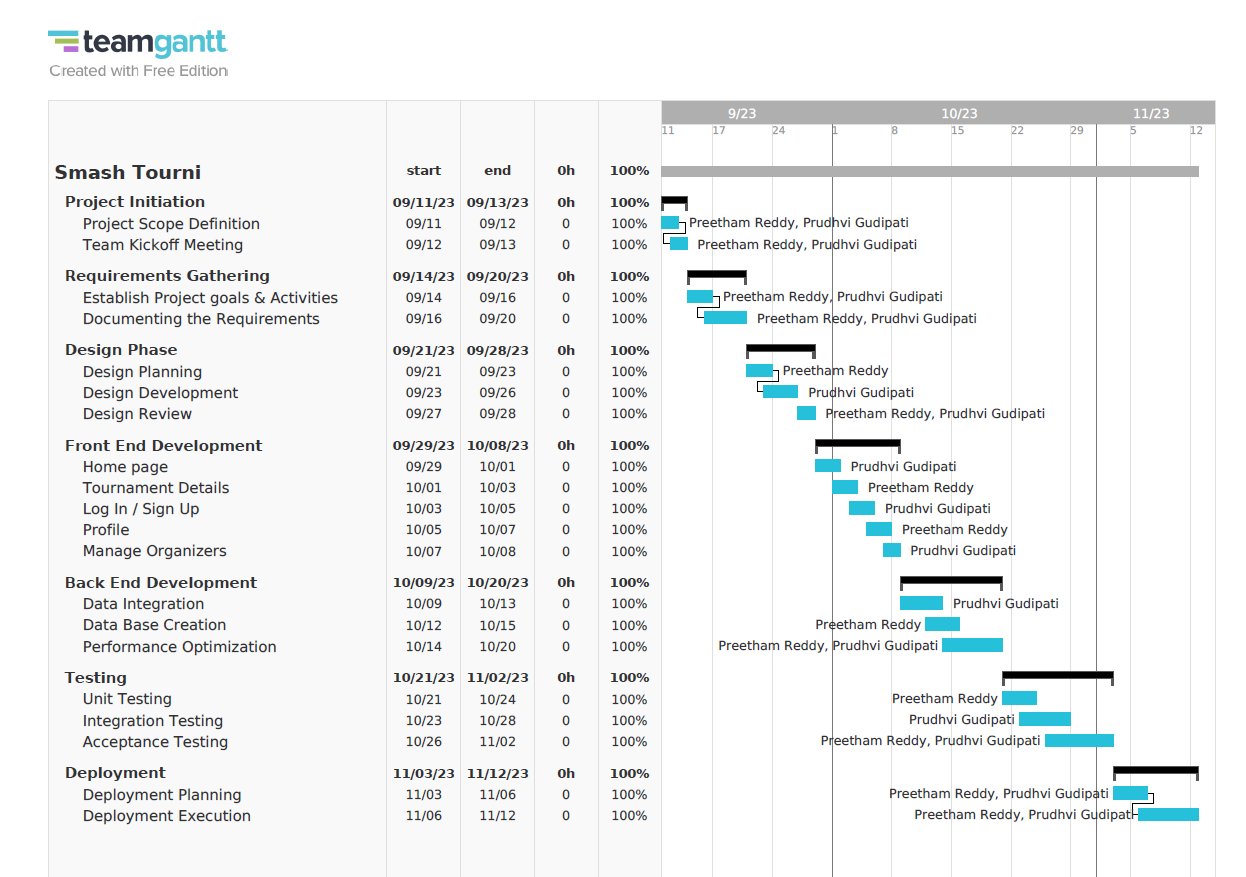 teamgantt
Created with Free Edition
9/23 10/23 11/23
11 17 24 1 8 15 22 29 5 12
Smash Tourni start end 0h 100%
Project Initiation 09/11/23 09/13/23 0h 100%
Project Scope Definition 09/11 09/12 0 100% Preetham Reddy, Prudhvi Gudipati
Team Kickoff Meeting 09/12 09/13 0 100% Preetham Reddy, Prudhvi Gudipati
Requirements Gathering 09/14/23 09/20/23 0h 100%
Establish Project goals & Activities 09/14 09/16 0 100% Preetham Reddy, Prudhvi Gudipati
Documenting the Requirements 09/16 09/20 0 100% Preetham Reddy, Prudhvi Gudipati
Design Phase 09/21/23 09/28/23 0h 100%
Design Planning 09/21 09/23 0 100% Preetham Reddy
Design Development 09/23 09/26 0 100% Prudhvi Gudipati
Design Review 09/27 09/28 0 100% Preetham Reddy, Prudhvi Gudipati
Front End Development 09/29/23 10/08/23 0h 100%
Home page 09/29 10/01 0 100% Prudhvi Gudipati
Tournament Details 10/01 10/03 0 100% Preetham Reddy
Log In / Sign Up 10/03 10/05 0 100% Prudhvi Gudipati
Profile 10/05 10/07 0 100% Preetham Reddy
Manage Organizers 10/07 10/08 0 100% Prudhvi Gudipati
Back End Development 10/09/23 10/20/23 0h 100%
Data Integration 10/09 10/13 0 100% Prudhvi Gudipati
Data Base Creation 10/12 10/15 0 100% Preetham Reddy
Performance Optimization 10/14 10/20 0 100% Preetham Reddy, Prudhvi Gudipati
Testing 10/21/23 11/02/23 0h 100%
Unit Testing 10/21 10/24 0 100% Preetham Reddy
Integration Testing 10/23 10/28 0 100% Prudhvi Gudipati
Acceptance Testing 10/26 11/02 0 100% Preetham Reddy, Prudhvi Gudipati
Deployment 11/03/23 11/12/23 0h 100%
Deployment Planning 11/03 11/06 0 100% Preetham Reddy, Prudhvi Gudipati
Deployment Execution 11/06 11/12 0 100% Preetham Reddy, Prudhvi Gudipati